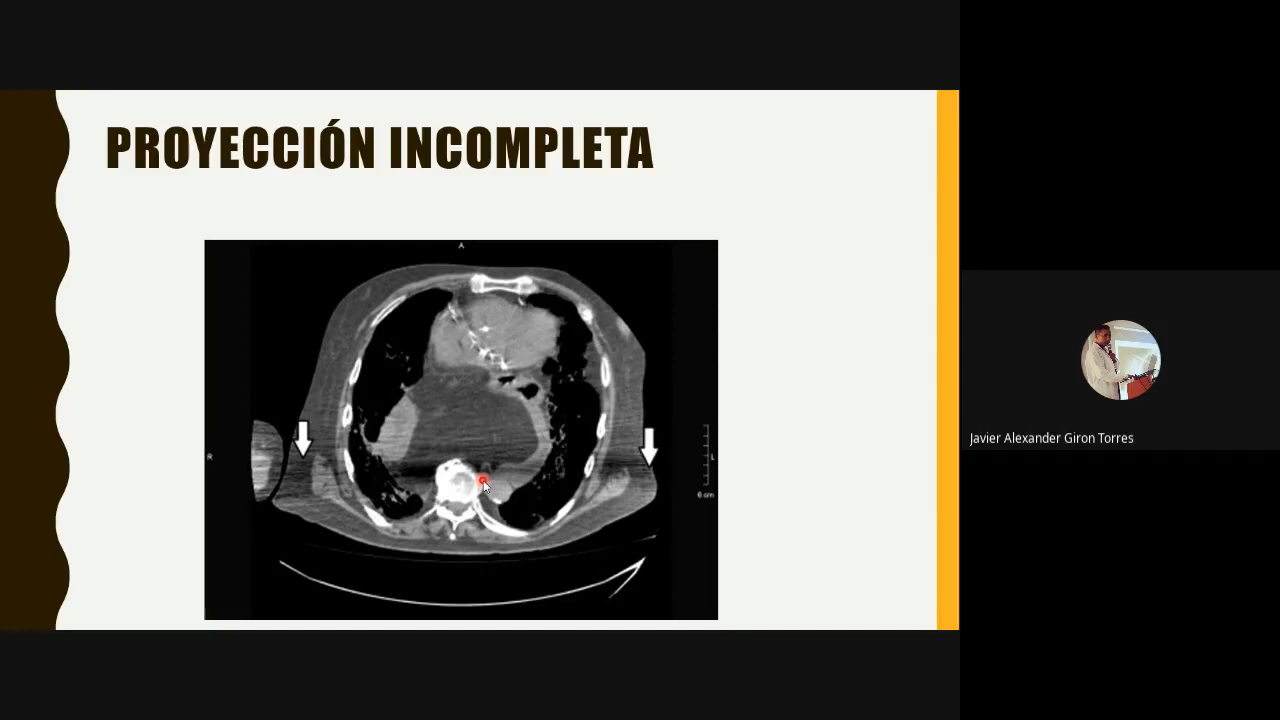 PROYECCIÓN INCOMPLETA
A
R
L
6 cm
Javier Alexander Giron Torres